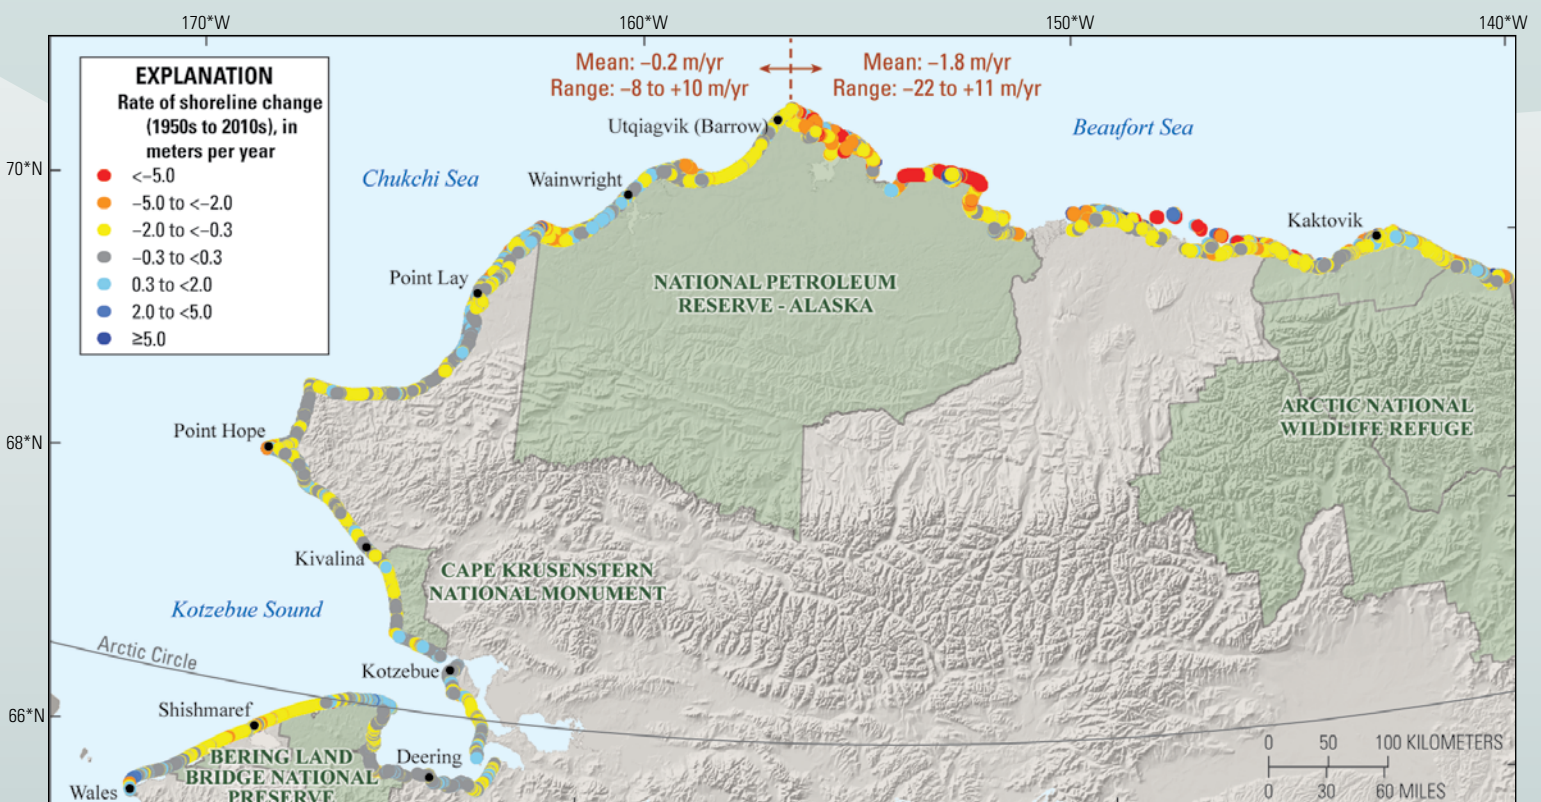 170°W
160°W
150°W
140°W
EXPLANATION
Rate of shoreline change
(1950s to 2010s), in
meters per year
<−5.0
−5.0 to <−2.0
−2.0 to <−0.3
−0.3 to <0.3
0.3 to <2.0
2.0 to <5.0
≥5.0
Mean: −0.2 m/yr
Range: −8 to +10 m/yr
Mean: −1.8 m/yr
Range: −22 to +11 m/yr
Utqiagvik (Barrow)
Beaufort Sea
70°N
Chukchi Sea
Wainwright
Kaktovik
Point Lay
NATIONAL PETROLEUM
RESERVE - ALASKA
ARCTIC NATIONAL
WILDLIFE REFUGE
Point Hope
68°N
Kivalina
CAPE KRUSENSTERN
NATIONAL MONUMENT
Kotzebue Sound
Arctic Circle
Kotzebue
Shishmaref
66°N
BERING LAND
BRIDGE NATIONAL
PRESERVE
Deering
Wales
0 50 100 KILOMETERS
0 30 60 MILES